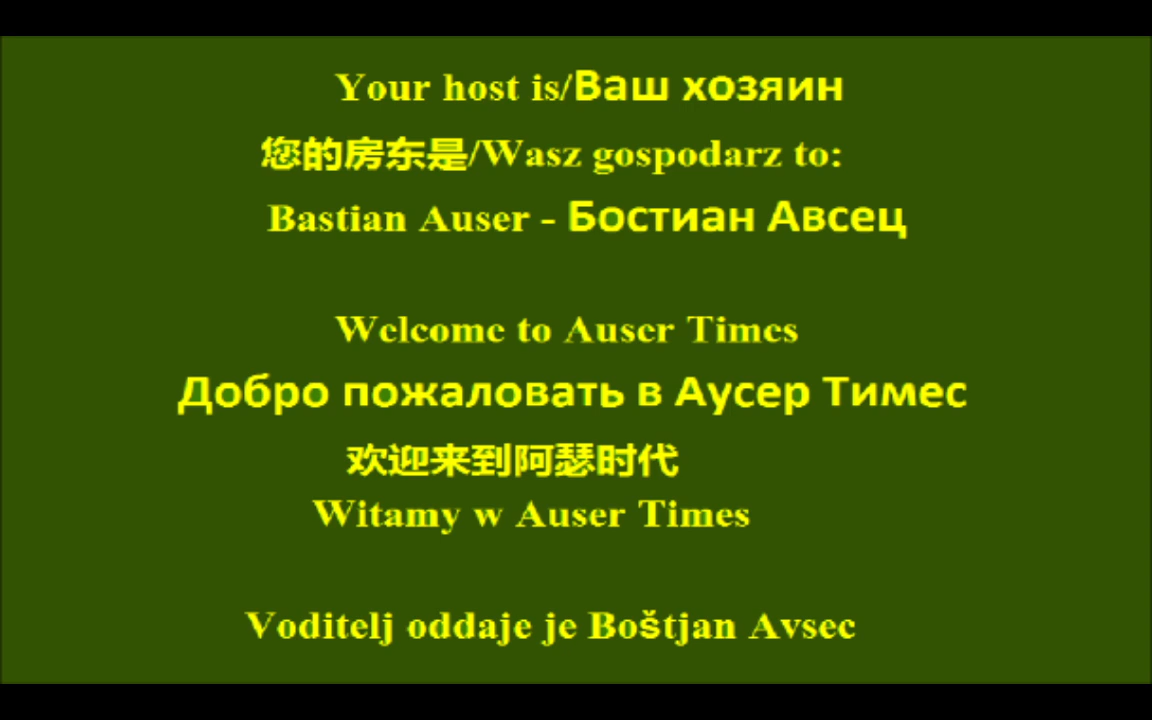 Your host is/Ваш хозяин
您的房东是/Wasz gospodarz to:
Bastian Auser - Бостиан Авсец
Welcome to Auser Times
Добро пожаловать в Аусер Тимес
欢迎来到阿瑟时代
Witamy w Auser Times
Voditelj oddaje je Boštjan Avsec